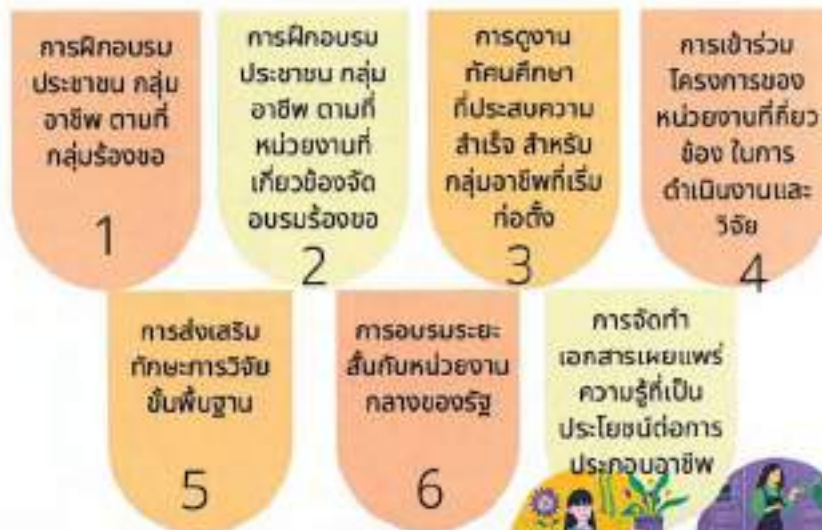 การฝึกอบรม
ประชาชน กลุ่ม
อาชีพ ตามที่
กลุ่มร้องขอ
1
การฝึกอบรม
ประชาชน กลุ่ม
อาชีพ ตามที่
หน่วยงานที่
เกี่ยวข้องจัด
อบรมร้องขอ
2
การดูงาน
ทัศนศึกษา
ที่ประสบความ
สำเร็จ สำหรับ
กลุ่มอาชีพที่เริ่ม
ก่อตั้ง
3
การเข้าร่วม
โครงการของ
หน่วยงานที่กี่ยว
ข้อง ในการ
ดำเนินงานและ
วิจัย
4
การส่งเสริม
ทักษะการวิจัย
ขั้นพื้นฐาน
5
การอบรมระยะ
สั้นกับหน่วยงาน
กลางของรัฐ
6
การจัดทำ
เอกสารเผยแพร่
ความรู้ที่เป็น
ประโยชน์ต่อการ
ประกอบอาชีพ